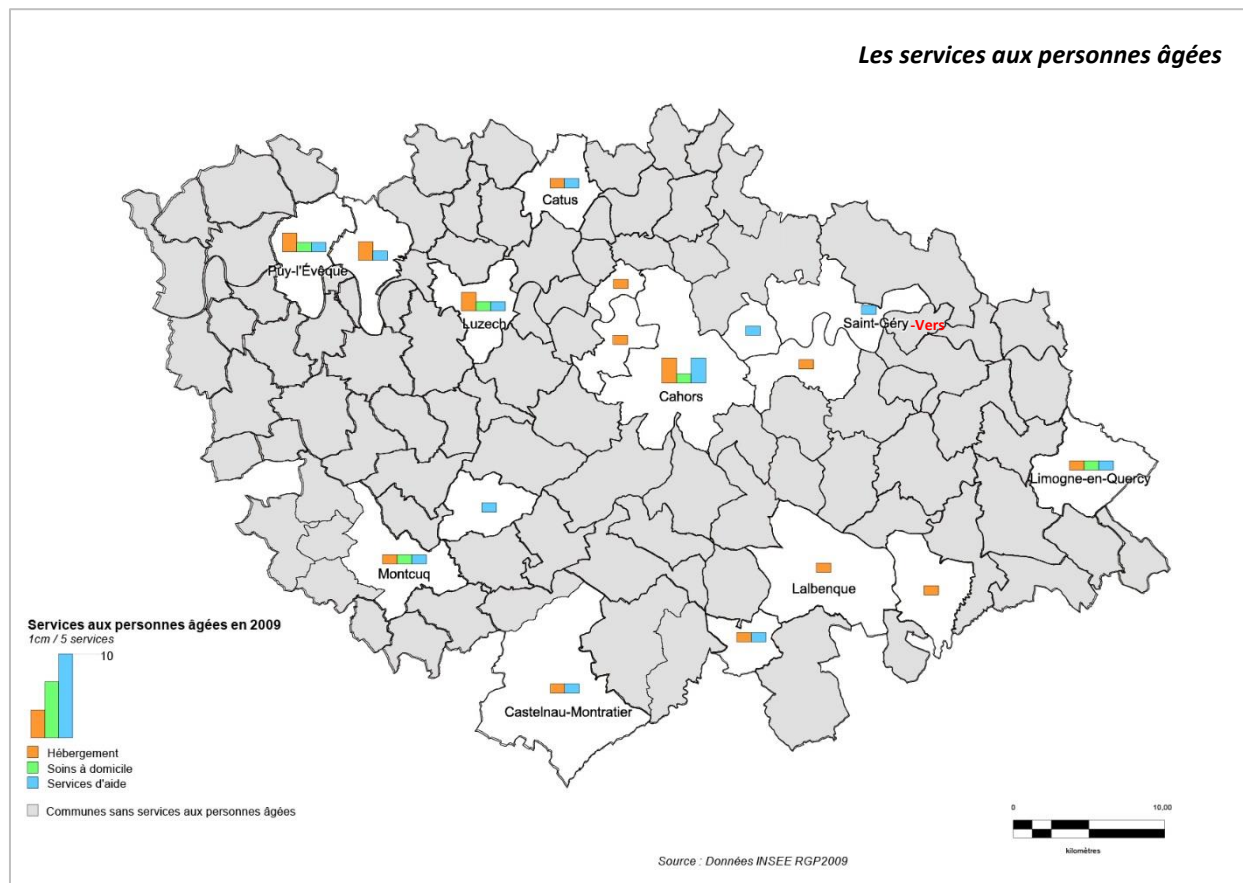 Les services aux personnes âgées
Catus
Puy-l'Évêque
Luzech
Saint-Géry -Vers
Cahors
Limogne-en-Quercy
Montcuq
Lalbenque
Castelnau-Montratier
Services aux personnes âgées en 2009
1cm / 5 services
10
Hébergement
Soins à domicile
Services d'aide
Communes sans services aux personnes âgées
0 10,00
kilomètres
Source : Données INSEE RGP2009